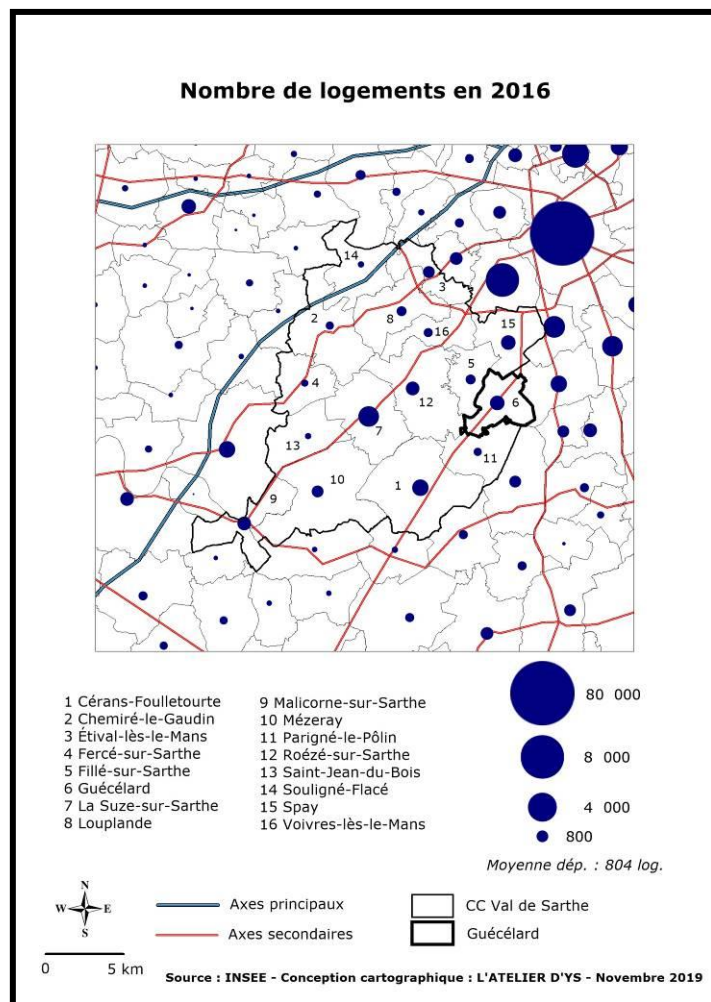 Nombre de logements en 2016
14
3
2
8
16
15
5
4
12
6
7
13
11
1
10
9
1 Cérans-Foulletourte
2 Chemiré-le-Gaudin
3 Étival-lès-le-Mans
4 Fercé-sur-Sarthe
5 Fillé-sur-Sarthe
6 Guécélard
7 La Suze-sur-Sarthe
8 Louplande
9 Malicorne-sur-Sarthe
10 Mézeray
11 Parigné-le-Pôlin
12 Roézé-sur-Sarthe
13 Saint-Jean du Bois
14 Souligné-Flacé
15 Spay
16 Voivres-lès-le-Mans
80 000
8 000
4 000
800
Moyenne dép. : 804 log.
N
W E
S
Axes principaux
Axes secondaires
CC Val de Sarthe
Guécélard
0 5 km
Source : INSEE - Conception cartographique : L'ATELIER D'YS - Novembre 2019